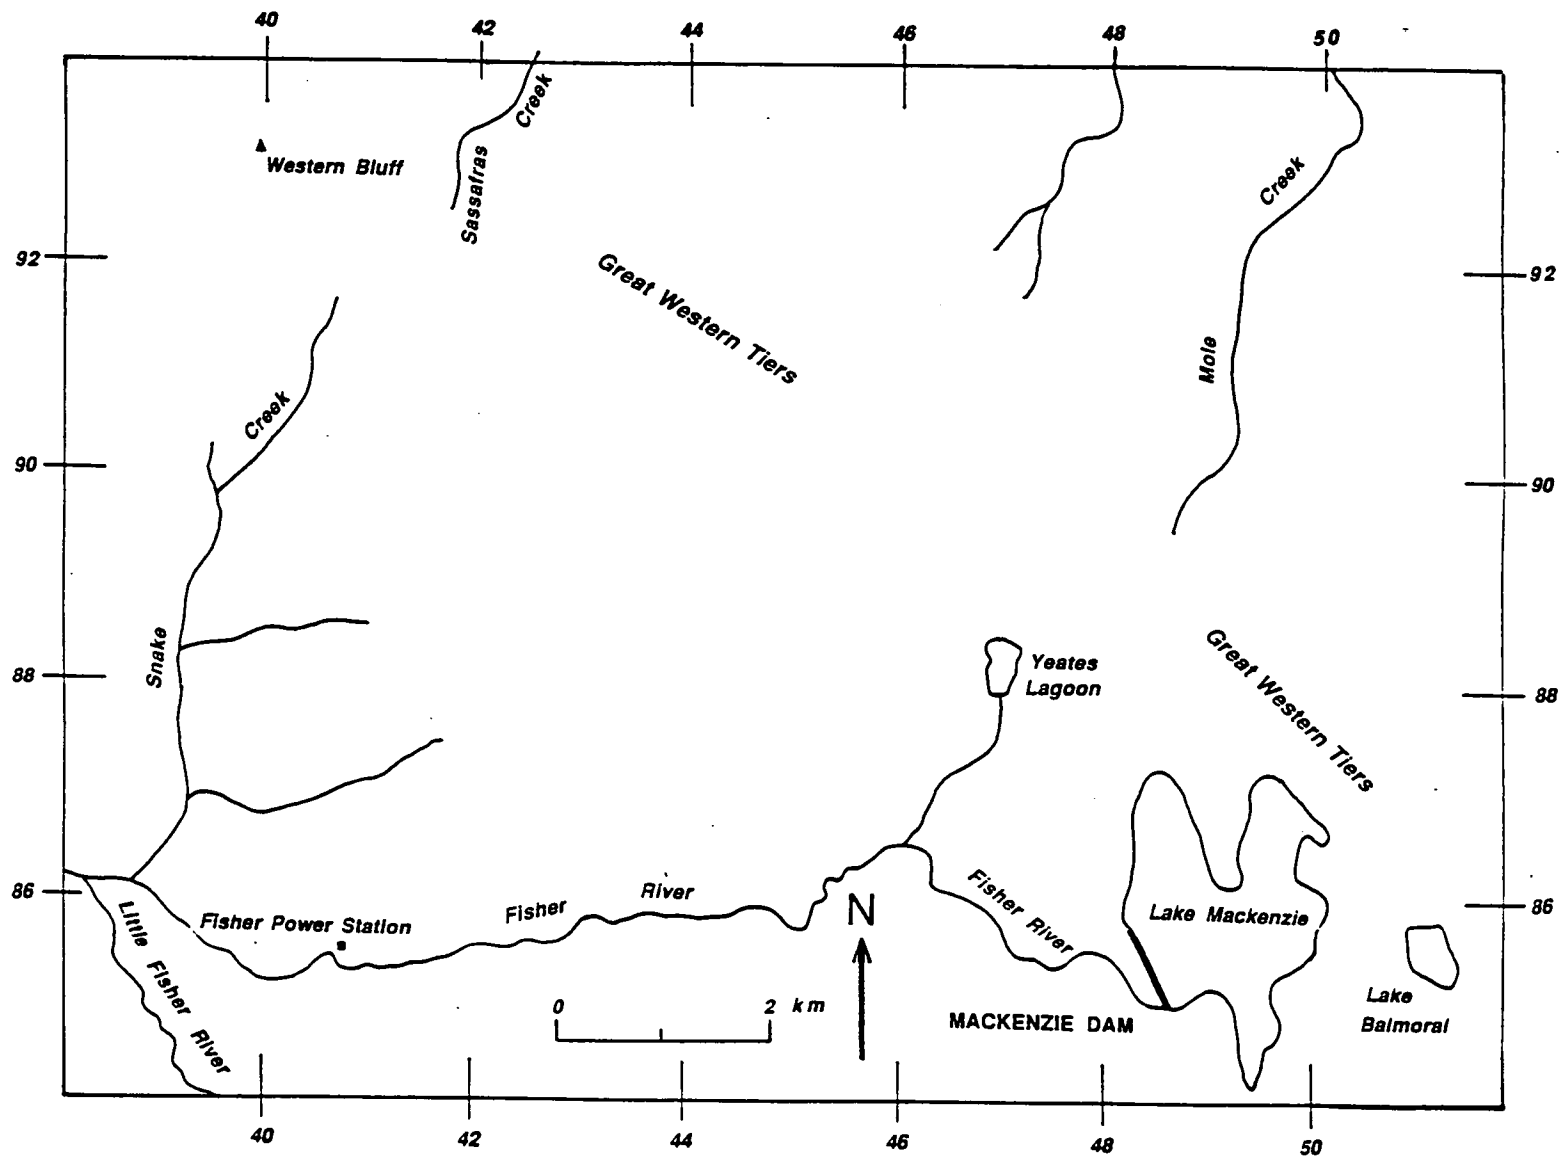 40 42 44 46 48 50
Creek
Western Bluff
Sassafras
Creek
92
Great Western Tiers
92
Mole
Creek
90
90
Snake
Yeates
Lagoon
88
88
Great Western Tiers
86
Fisher Power Station
Fisher
River
N
Fisher River
Lake Mackenzie
86
Little Fisher River
0 2 km
MACKENZIE DAM
Lake
Balmoral
40 42 44 46 48 50